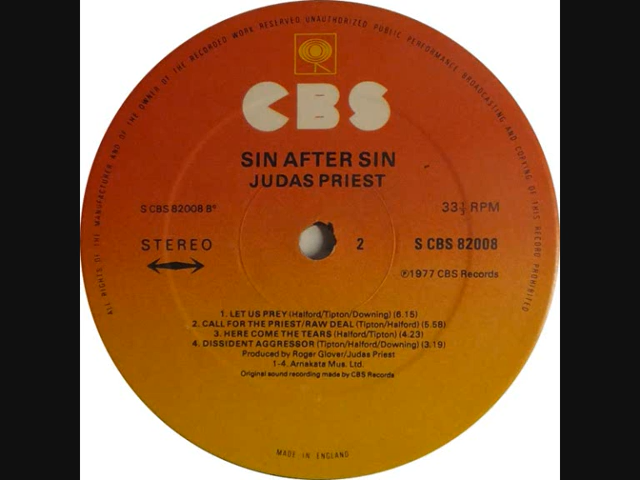 ALL RIGHTS OF THE MANUFACTURER AND OF THE OWNER OF THE RECORDED WORK RESERVED UNAUTHORIZED PUBLIC PERFORMANCE BROADCASTING AND COPYING OF THIS RECORD PROHIBITED
CBS
SIN AFTER SIN
JUDAS PRIEST
S CBS 82008 B
33⅓ RPM
STEREO
2
S CBS 82008
℗1977 CBS Records
1. LET US PREY (Halford/Tipton/Downing) (6.15)
2. CALL FOR THE PRIEST/RAW DEAL (Tipton/Halford) (5.58)
3. HERE COME THE TEARS (Halford/Tipton) (4:23)
4. DISSIDENT AGGRESSOR (Tipton/Halford/Downing) (3:19)
Produced by Roger Glover/Judas Priest
1-4. Arnakata Mus. Ltd.
Original sound recording made by CBS Records
MADE IN ENGLAND